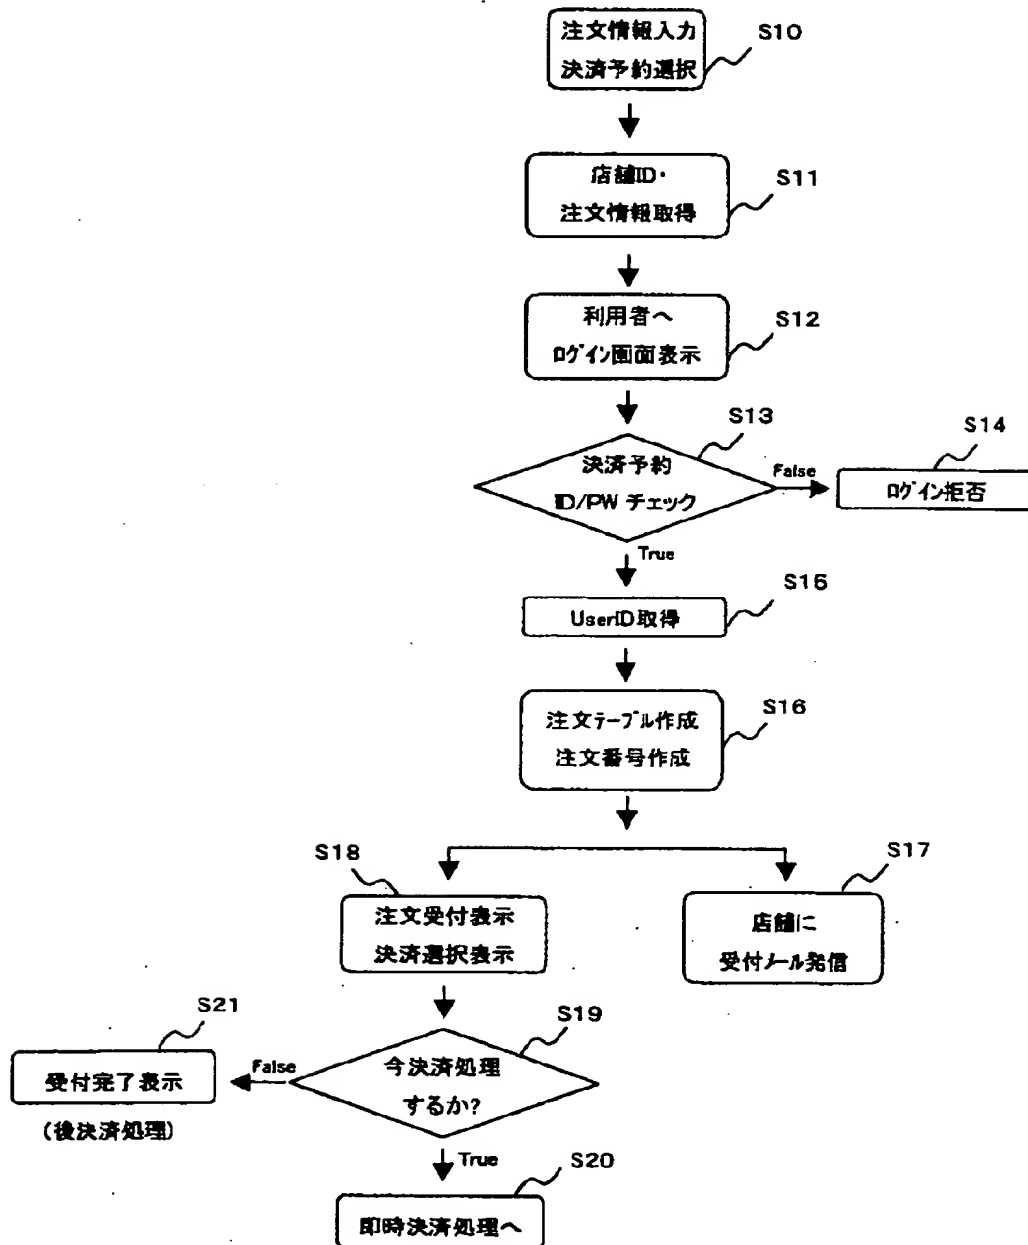 注文情報入力
決済予約選択
S10
店舗ID・
注文情報取得
S11
利用者へ
ログイン画面表示
S12
決済予約
ID/PW チェック
S13
False
ログイン拒否
S14
True
UserID取得
S15
注文テーブル作成
注文番号作成
S16
S18
注文受付表示
決済選択表示
S17
店舗に
受付メール発信
S19
今決済処理
するか?
S21
False
受付完了表示
(後決済処理)
True
S20
即時決済処理へ